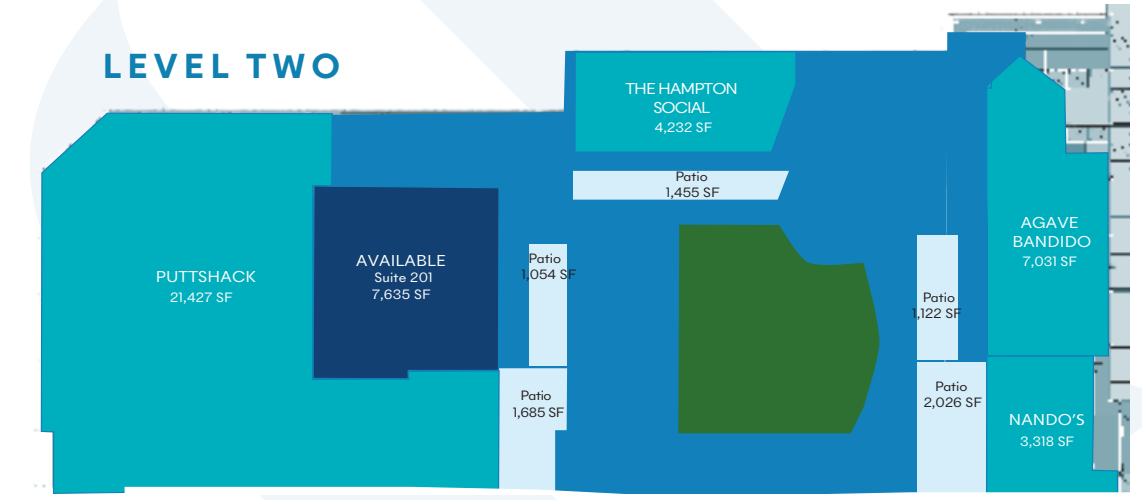 LEVEL TWO
THE HAMPTON
SOCIAL
4,232 SF
Patio
1,455 SF
PUTTSHACK
21,427 SF
AVAILABLE
Suite 201
7,635 SF
Patio
1,054 SF
Patio
1,685 SF
Patio
1,122 SF
Patio
2,026 SF
AGAVE
BANDIDO
7,031 SF
NANDO'S
3,318 SF